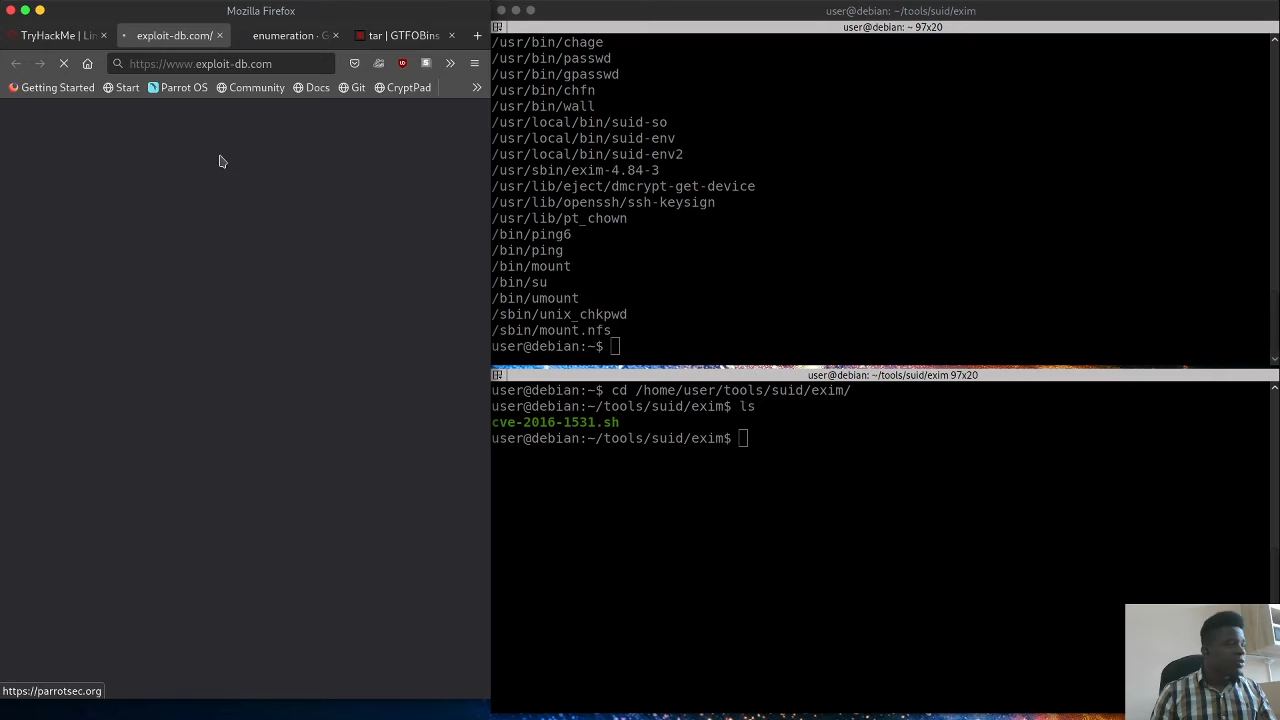 Mozilla Firefox
TryHackMe | Lin
exploit-d
enumeration - G
tar | GTFOBins
https://www.exploit-db.com
Getting Started
Start
Parrot OS
Community
Docs
Git
CryptPad
https://parrotsec.org
user@debian: ~/tools/suid/exim
user@debian: ~ 97x20
/usr/bin/chage
/usr/bin/passwd
/usr/bin/gpasswd
/usr/bin/chfn
/usr/bin/wall
/usr/local/bin/suid-so
/usr/local/bin/suid-env
/usr/local/bin/suid-env2
/usr/sbin/exim-4.84-3
/usr/lib/eject/dmcrypt-get-device
/usr/lib/openssh/ssh-keysign
/usr/lib/pt_chown
/bin/ping6
/bin/ping
/bin/mount
/bin/su
/bin/umount
/sbin/unix_chkpwd
/sbin/mount.nfs
user@debian:~$
user@debian: ~/tools/suid/exim 97x20
user@debian:~$ cd /home/user/tools/suid/exim/
user@debian:~/tools/suid/exim$ ls
cve-2016-1531.sh
user@debian:~/tools/suid/exim$